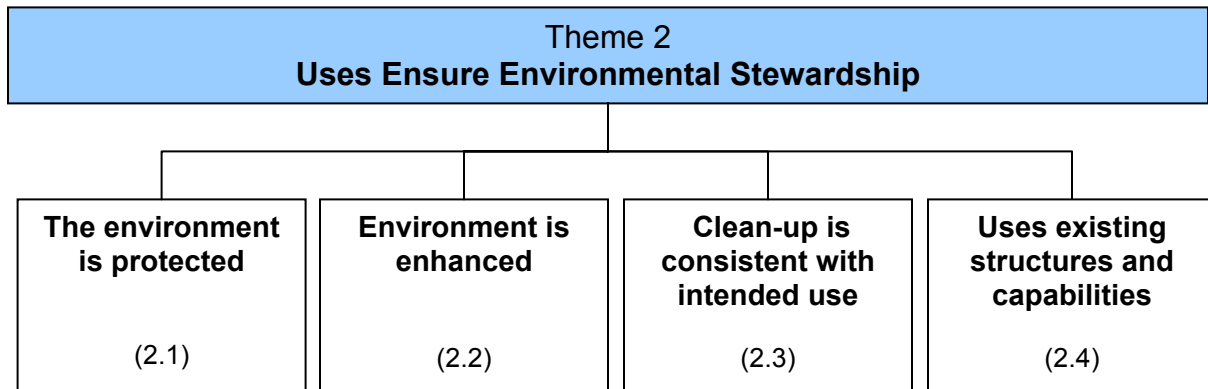 Theme 2
Uses Ensure Environmental Stewardship
The environment
is protected
(2.1)
Environment is
enhanced
(2.2)
Clean-up is
consistent with
intended use
(2.3)
Uses existing
structures and
capabilities
(2.4)